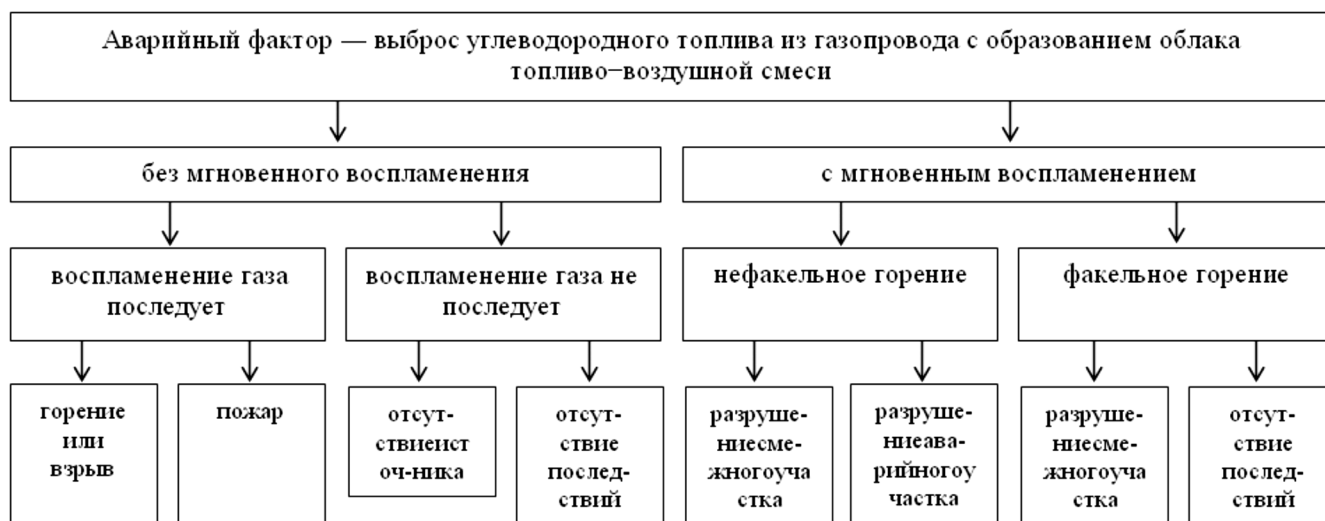 Аварийный фактор — выброс углеводородного топлива из газопровода с образованием облака
топливо−воздушной смеси
без мгновенного воспламенения
с мгновенным воспламенением
воспламенение газа
последует
воспламенение газа не
последует
нефакельное горение
факельное горение
горение
или
взрыв
пожар
отсут-
ствиеист
оч-ника
отсут-
ствие
послед-
ствий
разруше-
ниесме-
жногоуча
стка
разруше-
ниеава-
рийногоу
частка
разруше-
ниесме-
жногоуча
стка
отсут-
ствие
послед-
ствий